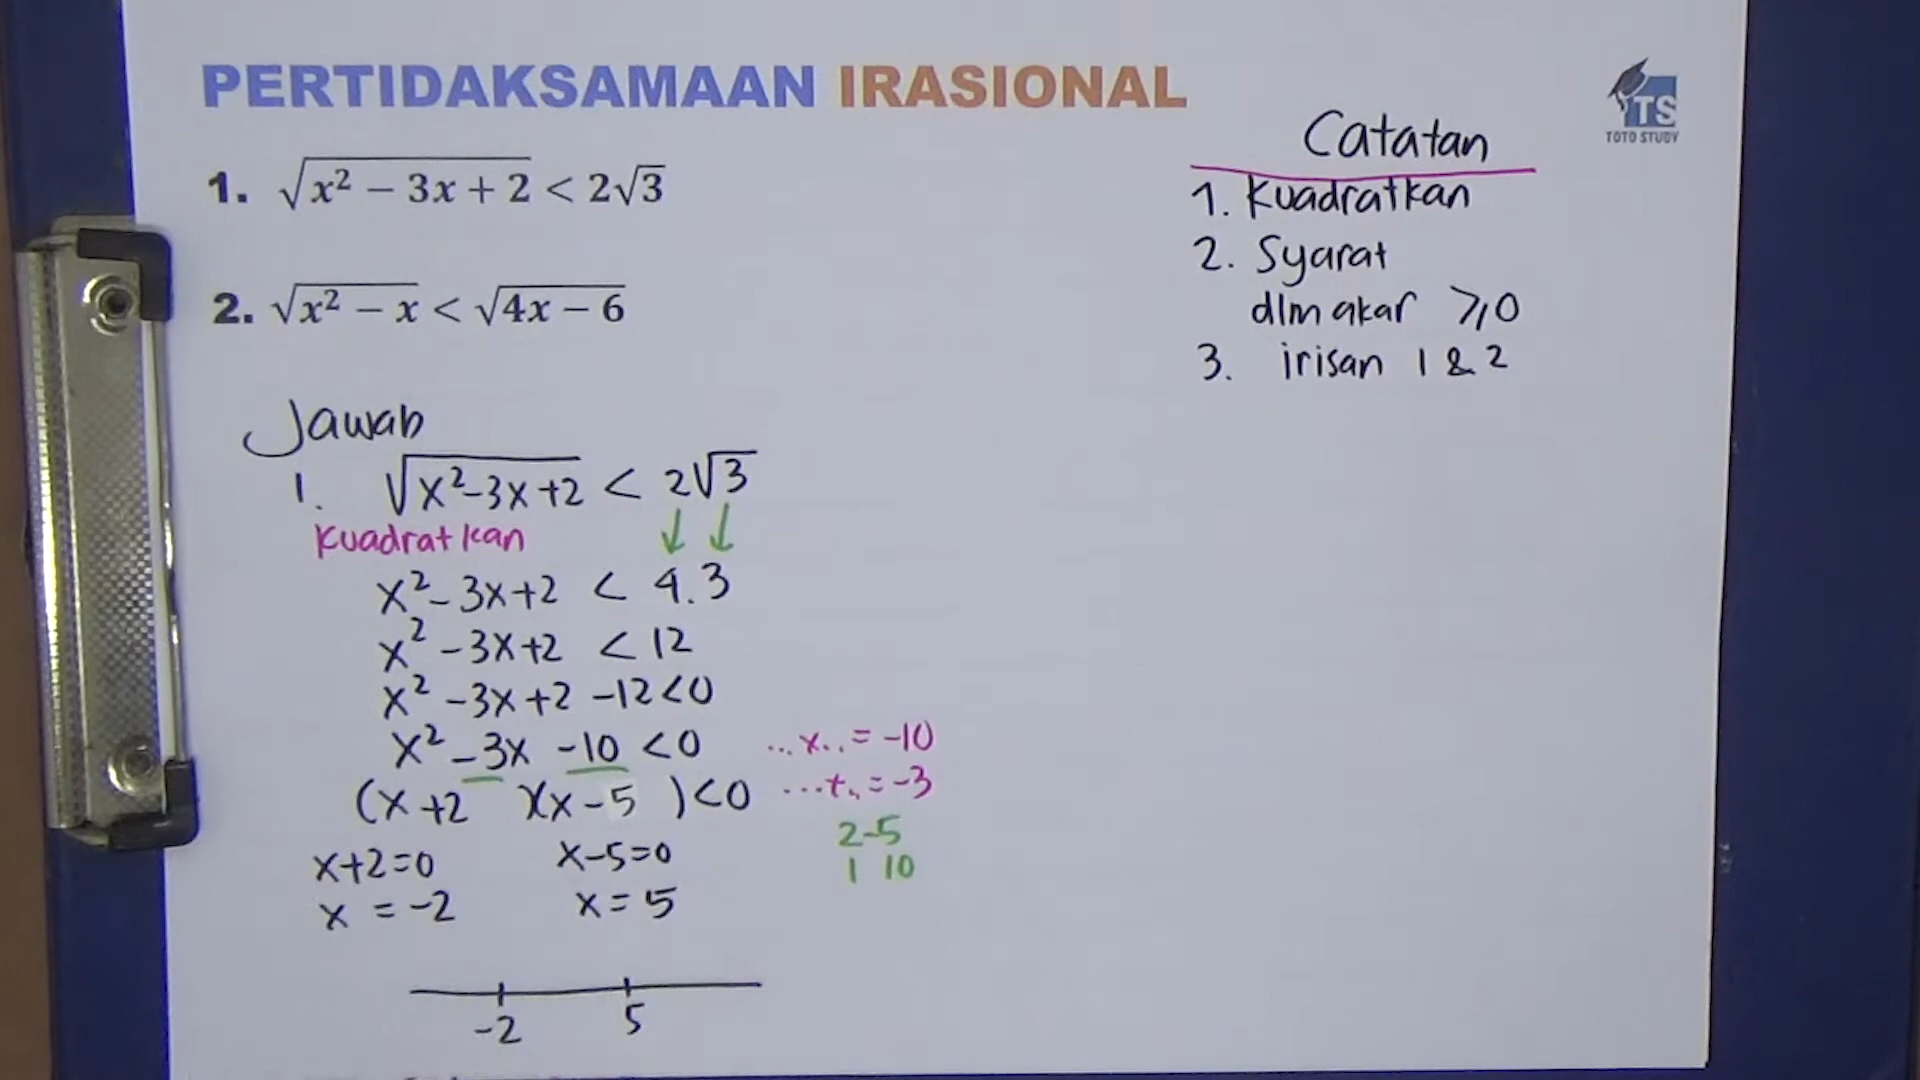 PERTIDAKSAMAAN IRASIONAL
TS
TOTO STUDY
1. √(x² − 3x + 2) < 2√3
2. √(x² − x) < √(4x − 6)
Catatan
1. Kuadratkan
2. Syarat
dlm akar ≥ 0
3. irisan 1 & 2
Jawab
1. √(x²-3x+2) < 2√3
Kuadratkan ↓ ↓
x²-3x+2 < 4.3
x² -3x+2 < 12
x² -3x+2 -12<0
x² -3x -10 <0
(x+2 )(x-5 )<0
x+2=0 x-5=0
x = -2 x = 5
-2 5
...x.. = -10
...+.. = -3
2-5
1 10